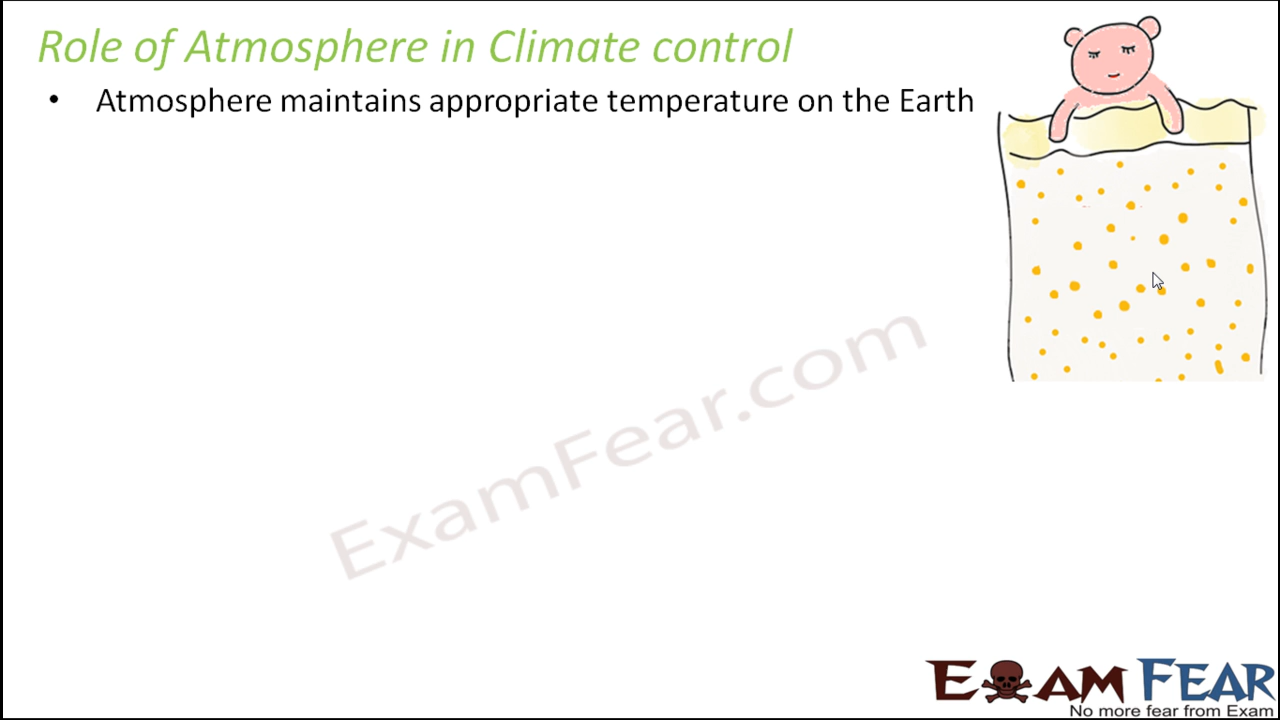 Role of Atmosphere in Climate control
• Atmosphere maintains appropriate temperature on the Earth
ExamFear.com
EXAM FEAR
No more fear from Exam